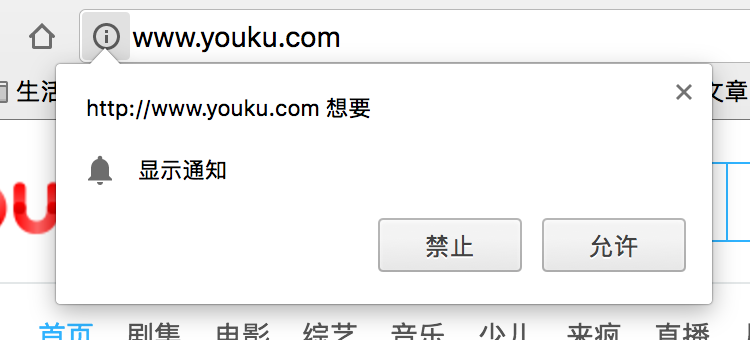 www.youku.com
生活
文章
http://www.youku.com 想要
显示通知
禁止 允许
首页 剧集 电影 综艺 音乐 少儿 来疯 直播